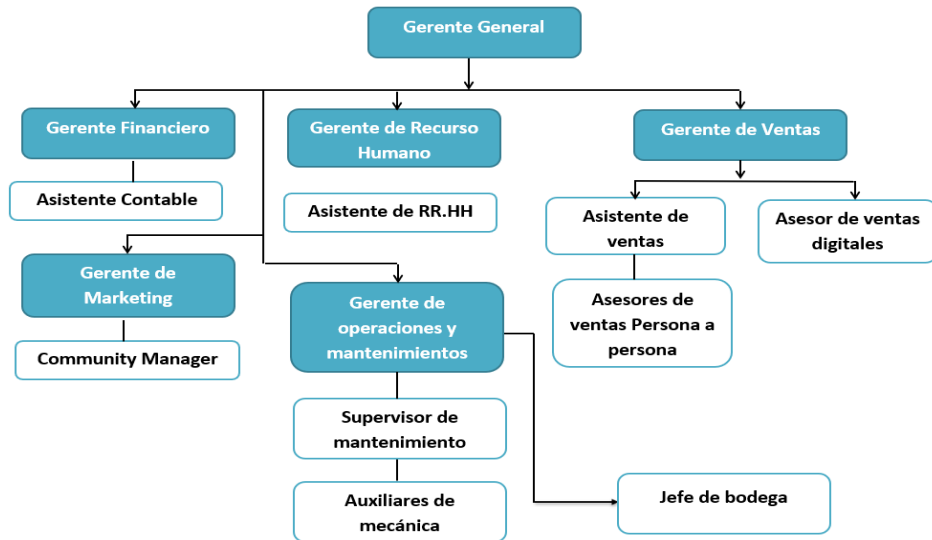 Gerente General
Gerente Financiero
Gerente de Recurso
Humano
Gerente de Ventas
Asistente Contable
Asistente de RR.HH
Asistente de
ventas
Asesor de ventas
digitales
Gerente de
Marketing
Gerente de
operaciones y
mantenimientos
Asesores de
ventas Persona a
persona
Community Manager
Supervisor de
mantenimiento
Auxiliares de
mecánica
Jefe de bodega